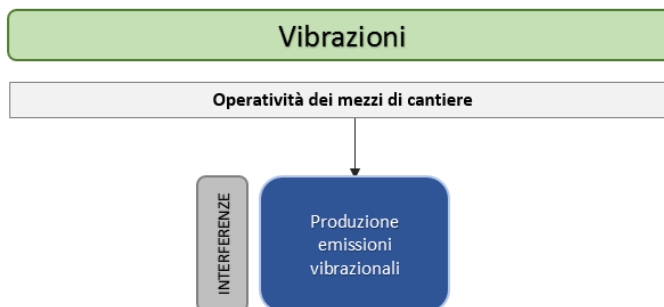 Vibrazioni
Operatività dei mezzi di cantiere
INTERFERENZE
Produzione
emissioni
vibrazionali